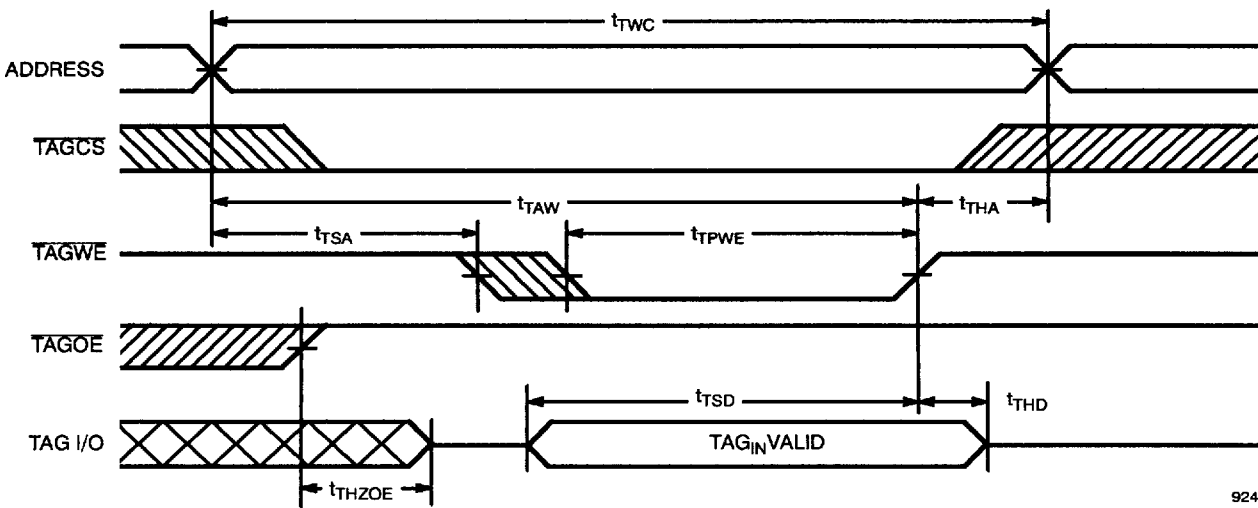 tTWC
ADDRESS
TAGCS
tTAW
tTHA
tTSA
tTPWE
TAGWE
TAGOE
tTSD
tTHD
TAG I/O
TAGINVALID
tTHZOE
924